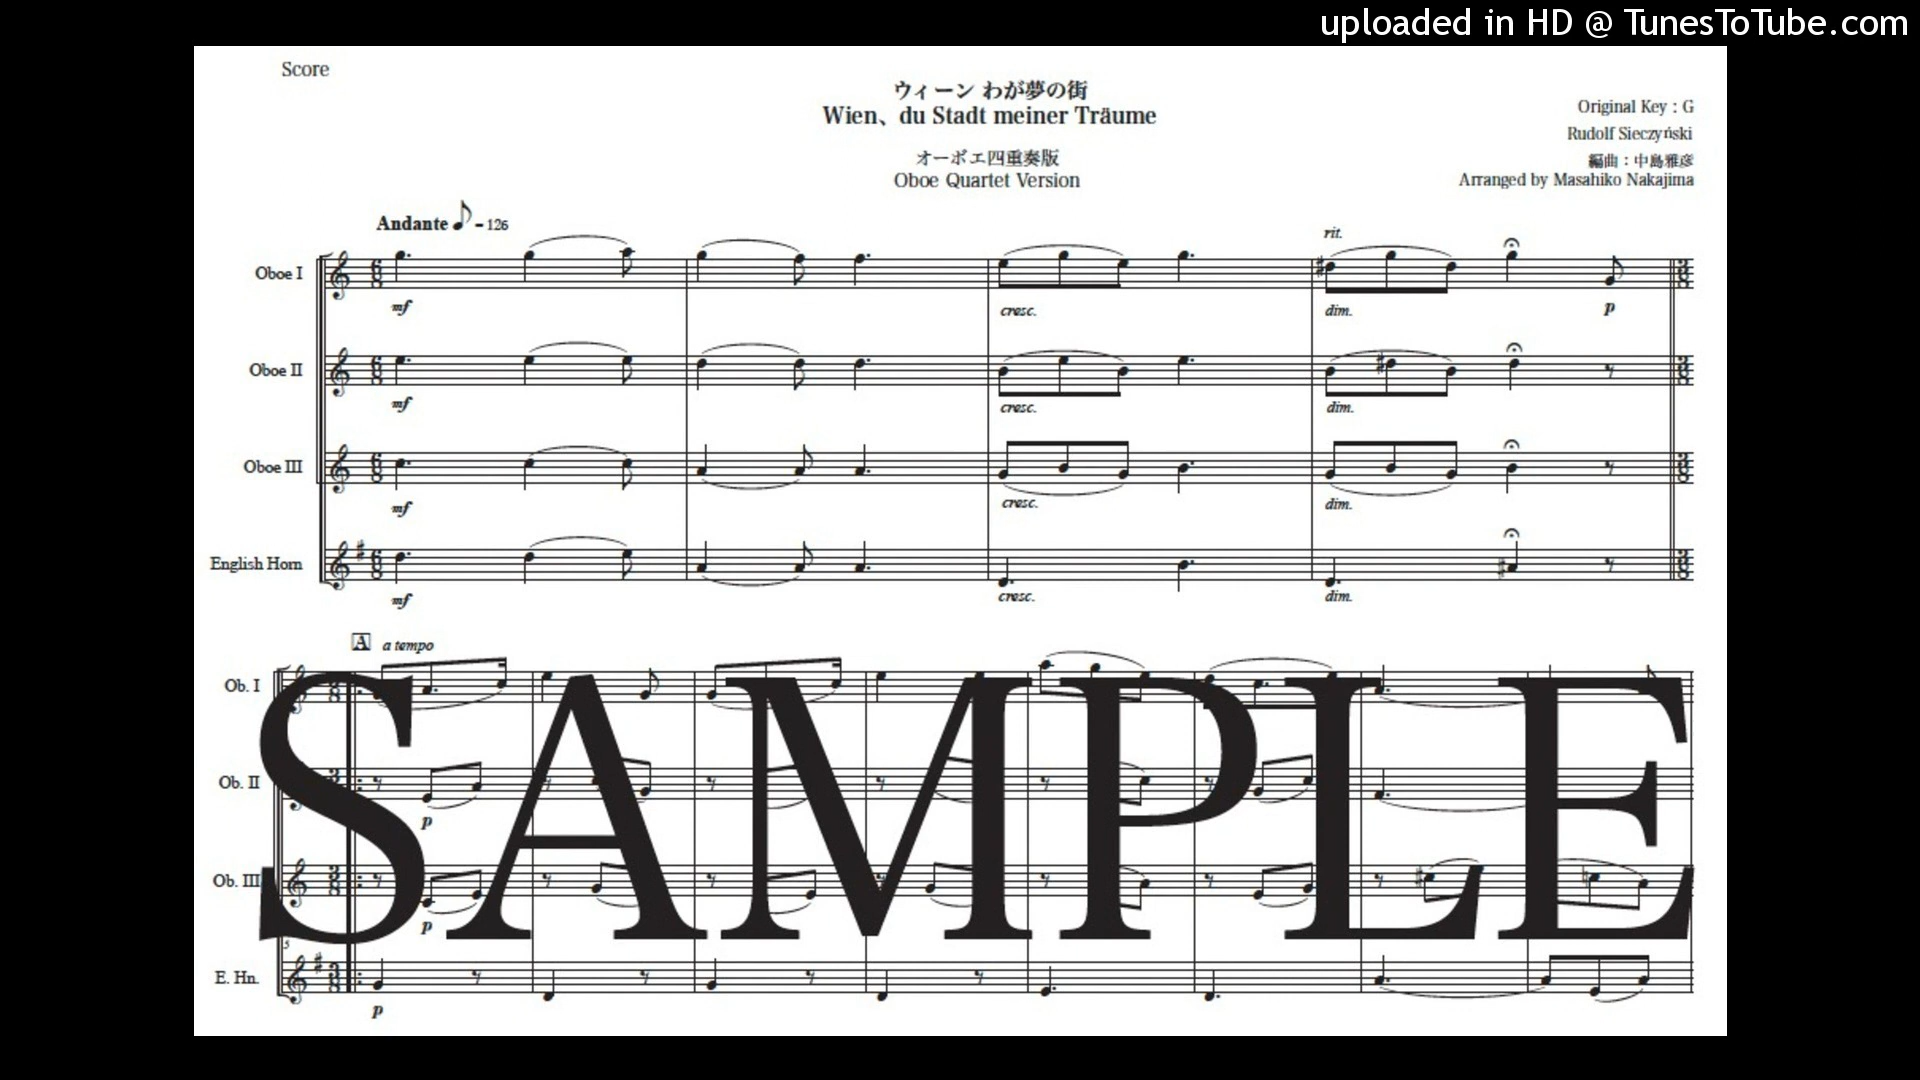 uploaded in HD @ TunesToTube.com
Score
ウィーン わが夢の街
Wien、du Stadt meiner Träume
Original Key : G
Rudolf Sieczyński
オーボエ四重奏版
編曲：中島雅彦
Oboe Quartet Version
Arranged by Masahiko Nakajima
Andante ♪ = 126
rit.
Oboe I
mf
cresc.
dim.
p
Oboe II
mf
cresc.
dim.
Oboe III
mf
cresc.
dim.
English Horn
mf
cresc.
dim.
A a tempo
Ob. I
Ob. II
p
Ob. III
p
5
E. Hn.
p
SAMPLE